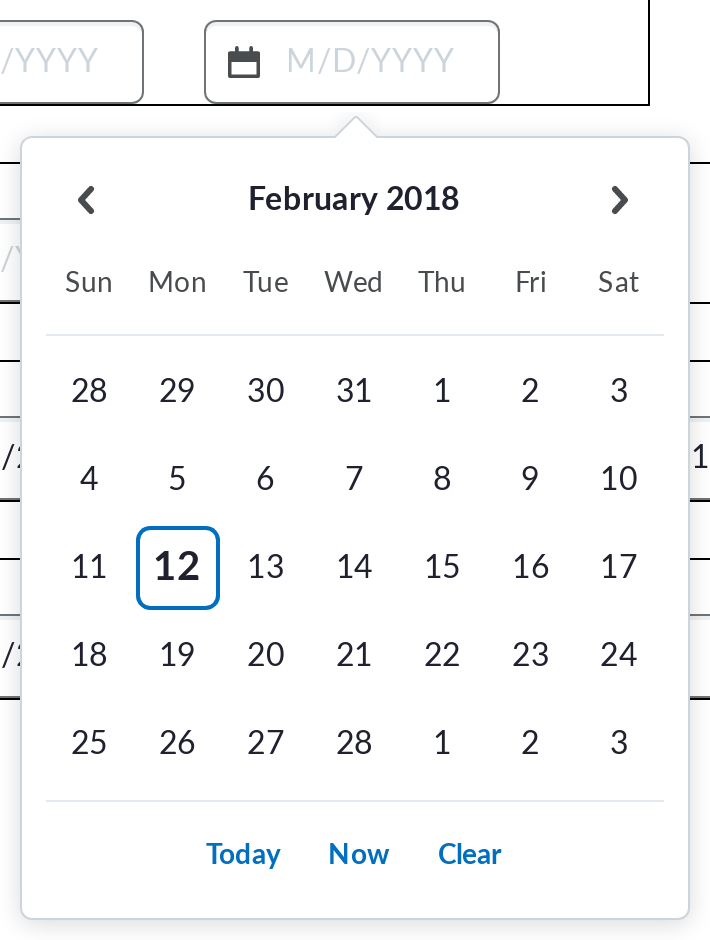 /YYYY M/D/YYYY
February 2018
Sun Mon Tue Wed Thu Fri Sat
28 29 30 31 1 2 3
4 5 6 7 8 9 10
11 12 13 14 15 16 17
18 19 20 21 22 23 24
25 26 27 28 1 2 3
Today Now Clear